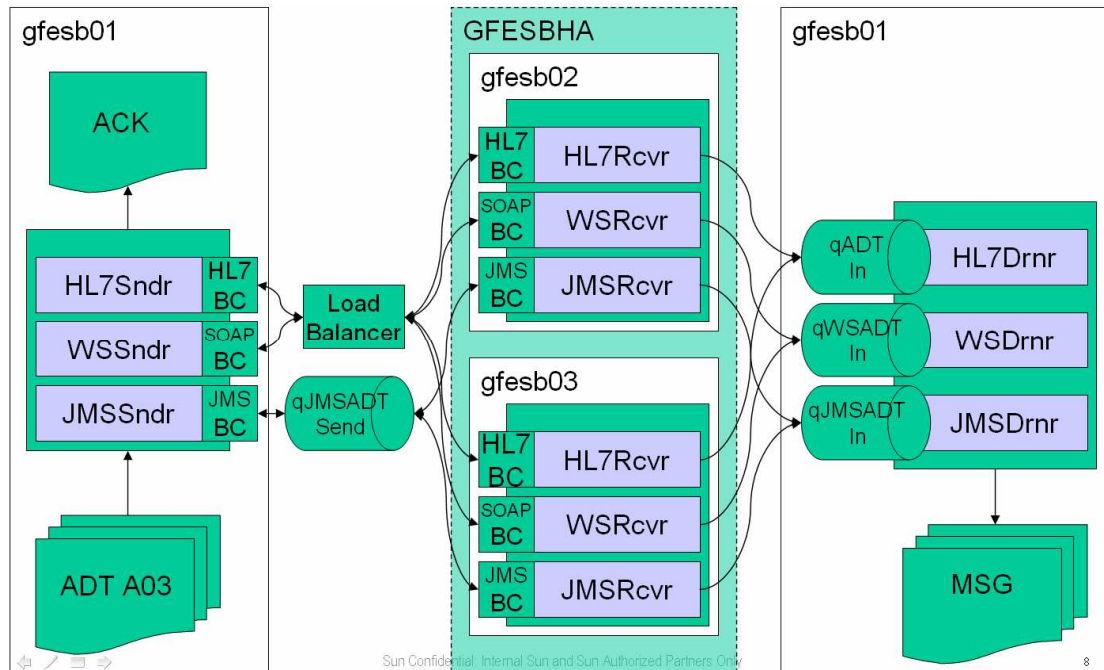 gfesb01
ACK
HL7Sndr
HL7
BC
WSSndr
SOAP
BC
JMSSndr
JMS
BC
ADT A03
Load
Balancer
qJMSADT
Send
GFESBHA
gfesb02
HL7
BC
HL7Rcvr
SOAP
BC
WSRcvr
JMS
BC
JMSRcvr
gfesb03
HL7
BC
HL7Rcvr
SOAP
BC
WSRcvr
JMS
BC
JMSRcvr
gfesb01
qADT
In
HL7Drnr
qWSADT
In
WSDrnr
qJMSADT
In
JMSDrnr
MSG
Sun Confidential: Internal Sun and Sun Authorized Partners Only
8